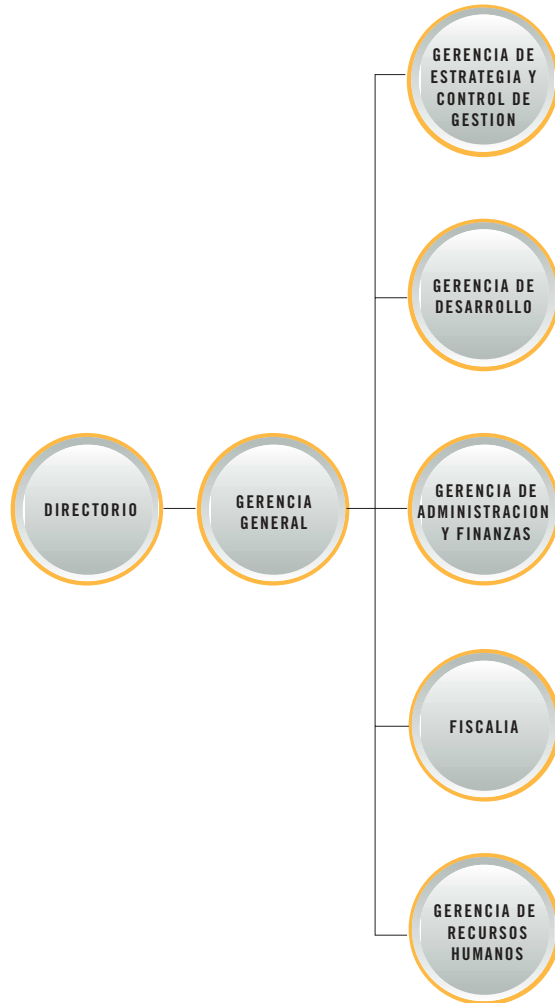 GERENCIA DE
ESTRATEGIA Y
CONTROL DE
GESTION
GERENCIA DE
DESARROLLO
DIRECTORIO
GERENCIA
GENERAL
GERENCIA DE
ADMINISTRACION
Y FINANZAS
FISCALIA
GERENCIA DE
RECURSOS
HUMANOS